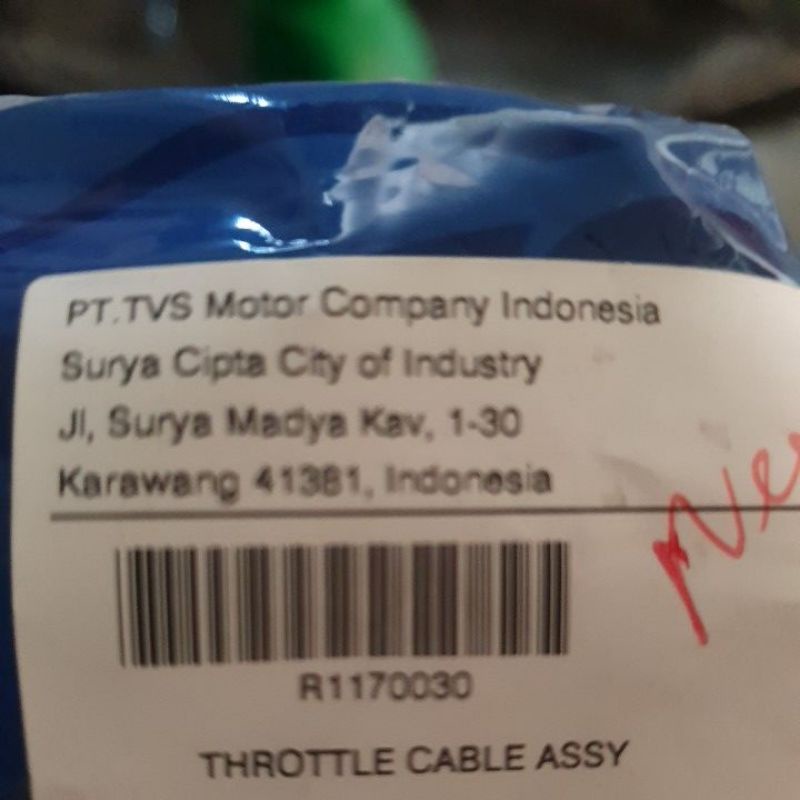 PT.TVS Motor Company Indonesia
Surya Cipta City of Industry
Jl, Surya Madya Kav, 1-30
Karawang 41381, Indonesia
R1170030
THROTTLE CABLE ASSY